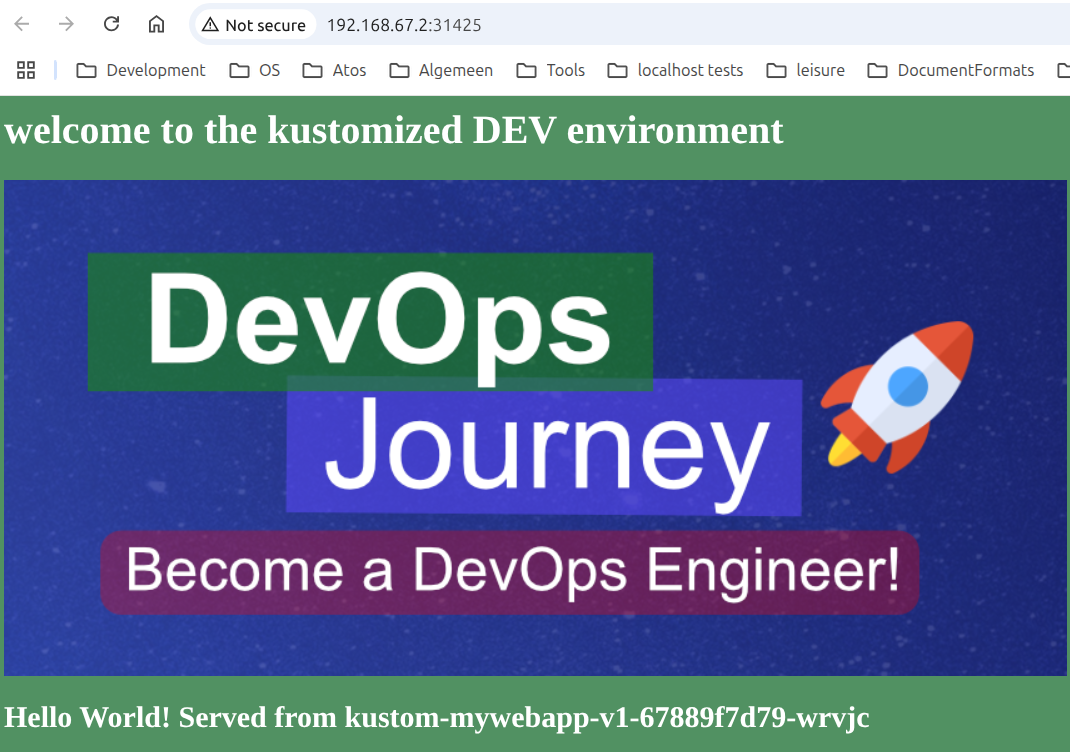 Not secure 192.168.67.2:31425
Development OS Atos Algemeen Tools localhost tests leisure DocumentFormats
welcome to the kustomized DEV environment
DevOps
Journey
Become a DevOps Engineer!
Hello World! Served from kustom-mywebapp-v1-67889f7d79-wrvjc